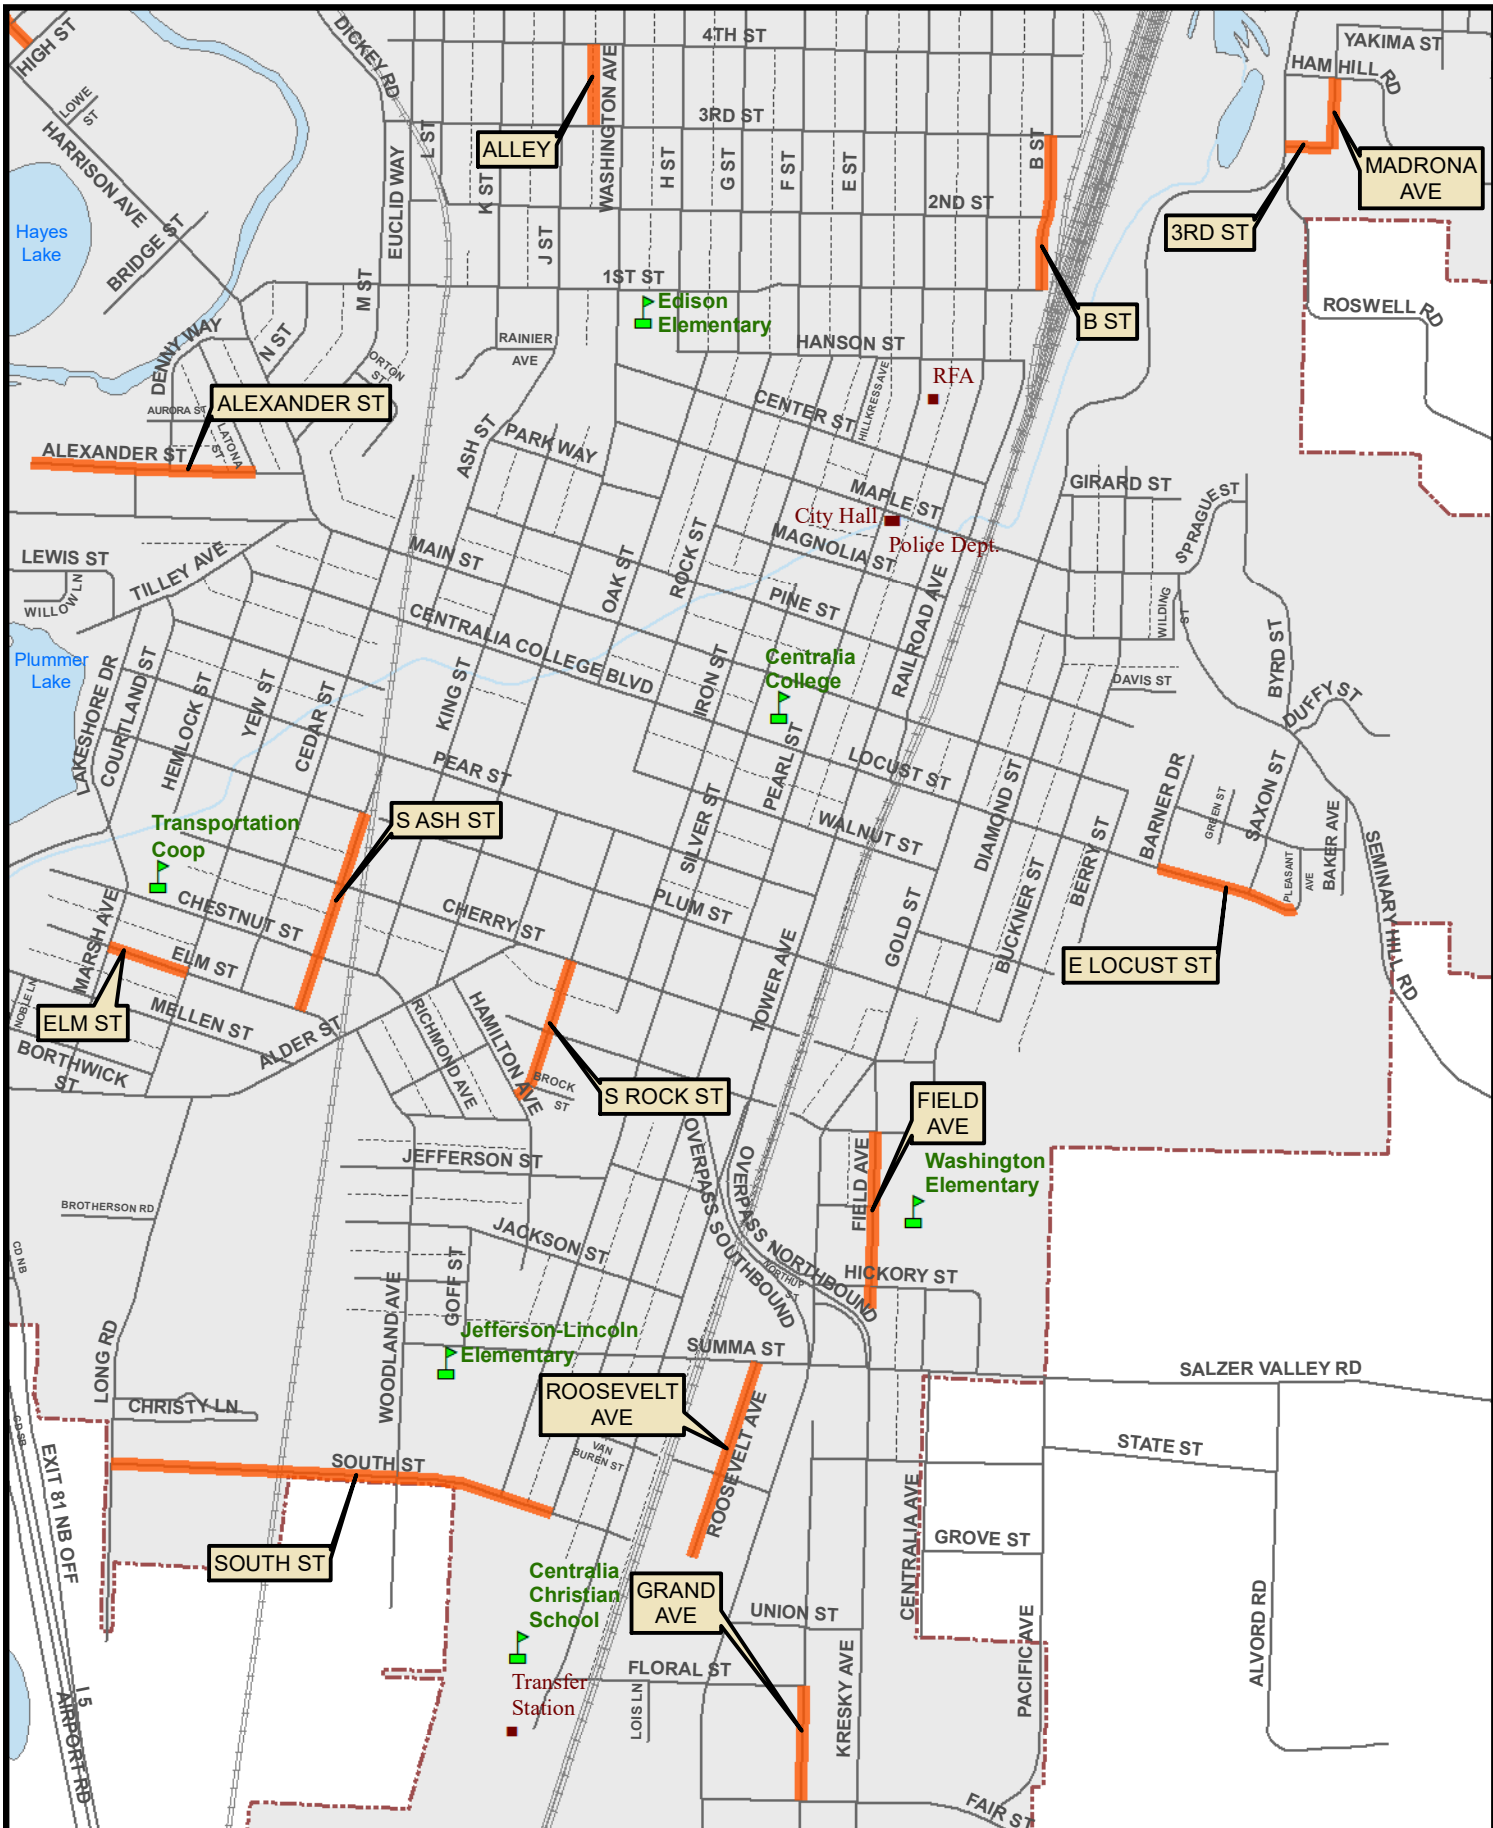 4TH ST
YAKIMA ST
HIGH ST
DICKEY RD
HAM HILL RD
LOWE
ST
WASHINGTON AVE
3RD ST
HARRISON AVE
L ST
ALLEY
B ST
MADRONA
AVE
EUCLID WAY
K ST
H ST
G ST
F ST
E ST
2ND ST
3RD ST
Hayes
Lake
BRIDGE ST
J ST
1ST ST
M ST
Edison
Elementary
ROSWELL RD
B ST
DENNY WAY
N ST
RAINIER
AVE
HANSON ST
ORTON
ST
RFA
HILLKRESS AVE
ALEXANDER ST
AURORA ST
CENTER ST
LATONA
ST
ALEXANDER ST
ASH ST
PARK WAY
MAPLE ST
GIRARD ST
SPRAGUE ST
City Hall
Police Dept.
MAGNOLIA ST
LEWIS ST
TILLEY AVE
MAIN ST
OAK ST
ROCK ST
PINE ST
RAILROAD AVE
WILLOW LN
WILDING
ST
CENTRALIA COLLEGE BLVD
BYRD ST
Plummer
Lake
LAKESHORE DR
COURTLAND ST
HEMLOCK ST
YEW ST
CEDAR ST
KING ST
IRON ST
Centralia
College
DAVIS ST
DUFFY ST
PEAR ST
PEARL ST
LOCUST ST
DIAMOND ST
BARNER DR
GREEN ST
SAXON ST
BAKER AVE
SEMINARY HILL RD
Transportation
Coop
S ASH ST
SILVER ST
WALNUT ST
BERRY ST
PLEASANT
AVE
MARSH AVE
CHESTNUT ST
CHERRY ST
PLUM ST
GOLD ST
BUCKNER ST
TOWER AVE
E LOCUST ST
ELM ST
NOBLE LN
ELM ST
MELLEN ST
ALDER ST
RICHMOND AVE
HAMILTON AVE
BORTHWICK
ST
BROCK
ST
S ROCK ST
FIELD
AVE
JEFFERSON ST
OVERPASS SOUTHBOUND
OVERPASS NORTHBOUND
FIELD AVE
Washington
Elementary
BROTHERSON RD
JACKSON ST
CD NB
NORTHUP
ST
HICKORY ST
LONG RD
WOODLAND AVE
GOFF ST
Jefferson-Lincoln
Elementary
SUMMA ST
SALZER VALLEY RD
CHRISTY LN
ROOSEVELT
AVE
ROOSEVELT AVE
CD SB
EXIT 81 NB OFF
SOUTH ST
VAN
BUREN ST
STATE ST
CENTRALIA AVE
GROVE ST
SOUTH ST
Centralia
Christian
School
GRAND
AVE
UNION ST
ALVORD RD
PACIFIC AVE
KRESKY AVE
FLORAL ST
Transfer
Station
LOIS LN
I 5
AIRPORT RD
FAIR ST